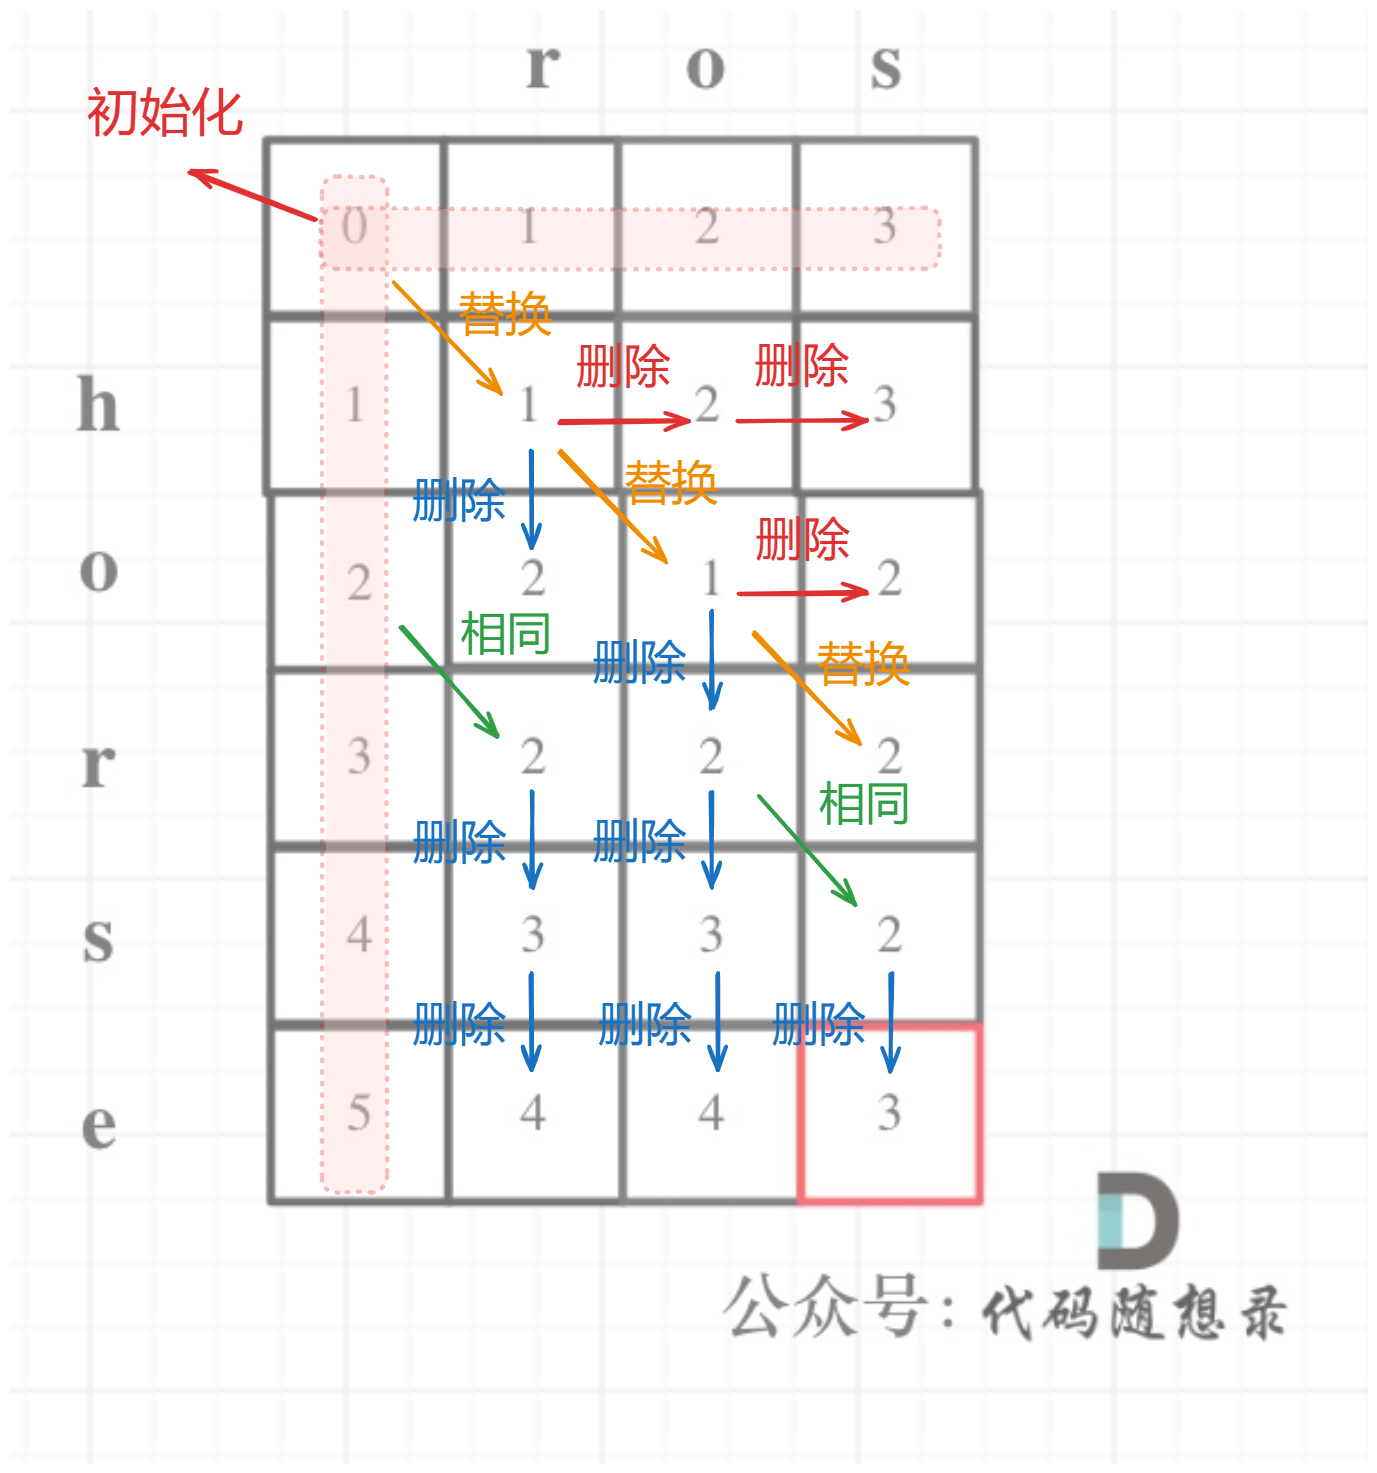 r o s
初始化
0 1 2 3
替换
删除 删除
h 1 1 2 3
删除 替换
删除
o 2 2 1 2
相同 删除 替换
r 3 2 2 2
相同
删除 删除
s 4 3 3 2
删除 删除 删除
e 5 4 4 3
公众号：代码随想录